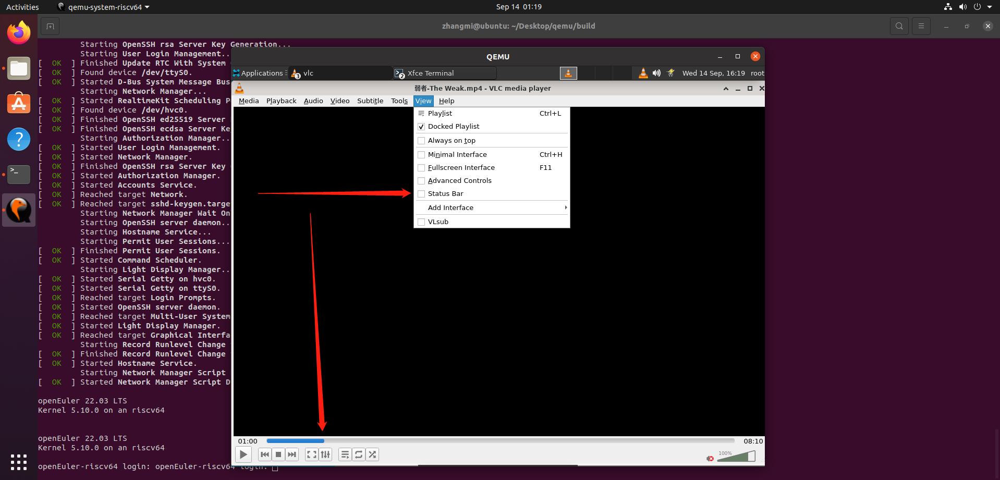 Activities qemu-system-riscv64 Sep 14 01:19
zhangmi@ubuntu: ~/Desktop/qemu/build
Starting OpenSSH rsa Server Key Generation...
Starting User Login Management..
[ OK ] Finished Update RTC With System
[ OK ] Found device /dev/ttyS0.
[ OK ] Started D-Bus System Message Bus
Starting Network Manager...
[ OK ] Started RealtimeKit Scheduling Po
[ OK ] Found device /dev/hvc0.
[ OK ] Finished OpenSSH ed25519 Server
[ OK ] Finished OpenSSH ecdsa Server Ke
Starting Authorization Manager..
[ OK ] Started User Login Management.
[ OK ] Started Network Manager.
[ OK ] Finished OpenSSH rsa Server Key
[ OK ] Started Authorization Manager.
[ OK ] Started Accounts Service.
[ OK ] Reached target Network.
[ OK ] Reached target sshd-keygen.targe
Starting Network Manager Wait On
Starting OpenSSH server daemon..
Starting Hostname Service...
Starting Permit User Sessions...
[ OK ] Finished Permit User Sessions.
[ OK ] Started Command Scheduler.
Starting Light Display Manager..
[ OK ] Started Serial Getty on hvc0.
[ OK ] Started Serial Getty on ttyS0.
[ OK ] Reached target Login Prompts.
[ OK ] Started OpenSSH server daemon.
[ OK ] Reached target Multi-User System
[ OK ] Started Light Display Manager.
[ OK ] Reached target Graphical Interfa
Starting Record Runlevel Change
[ OK ] Finished Record Runlevel Change
[ OK ] Started Hostname Service.
Starting Network Manager Script
[ OK ] Started Network Manager Script D
openEuler 22.03 LTS
Kernel 5.10.0 on an riscv64
openEuler 22.03 LTS
Kernel 5.10.0 on an riscv64
openEuler-riscv64 login: openEuler-riscv64 login:
QEMU
Applications 3 vlc 2 Xfce Terminal Wed 14 Sep, 16:19 root
弱者-The Weak.mp4 - VLC media player
Media Playback Audio Video Subtitle Tools View Help
Playlist Ctrl+L
Docked Playlist
Always on top
Minimal Interface Ctrl+H
Fullscreen Interface F11
Advanced Controls
Status Bar
Add Interface
VLsub
01:00 08:10
100%